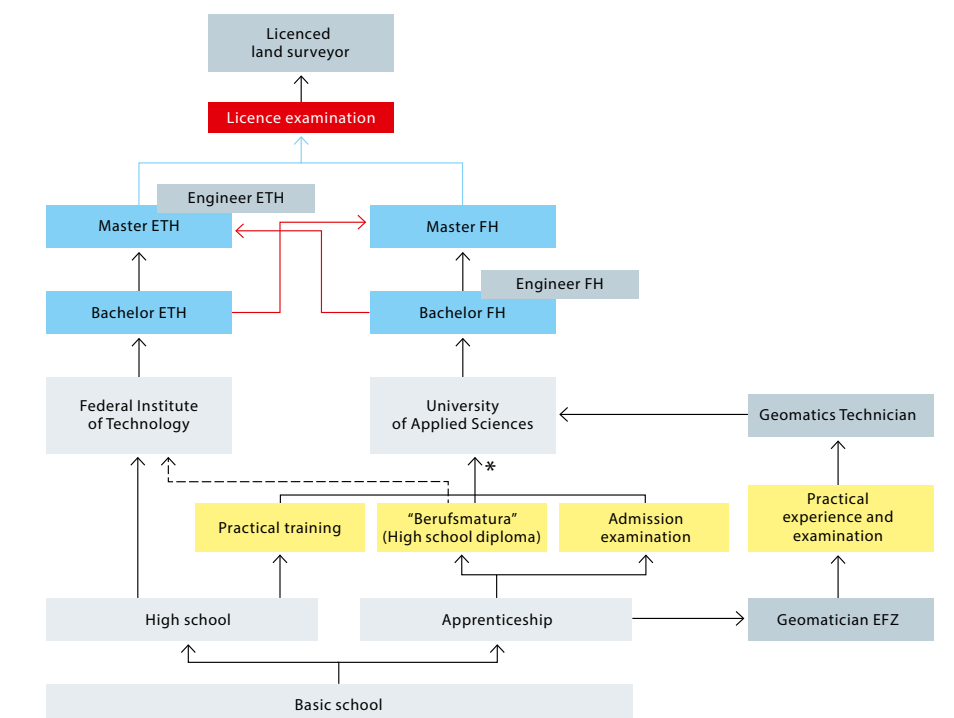 Licenced
land surveyor
Licence examination
Engineer ETH
Master ETH
Master FH
Engineer FH
Bachelor ETH
Bachelor FH
Federal Institute
of Technology
University
of Applied Sciences
Geomatics Technician
*
Practical training
“Berufsmatura”
(High school diploma)
Admission
examination
Practical
experience and
examination
High school
Apprenticeship
Geomatician EFZ
Basic school